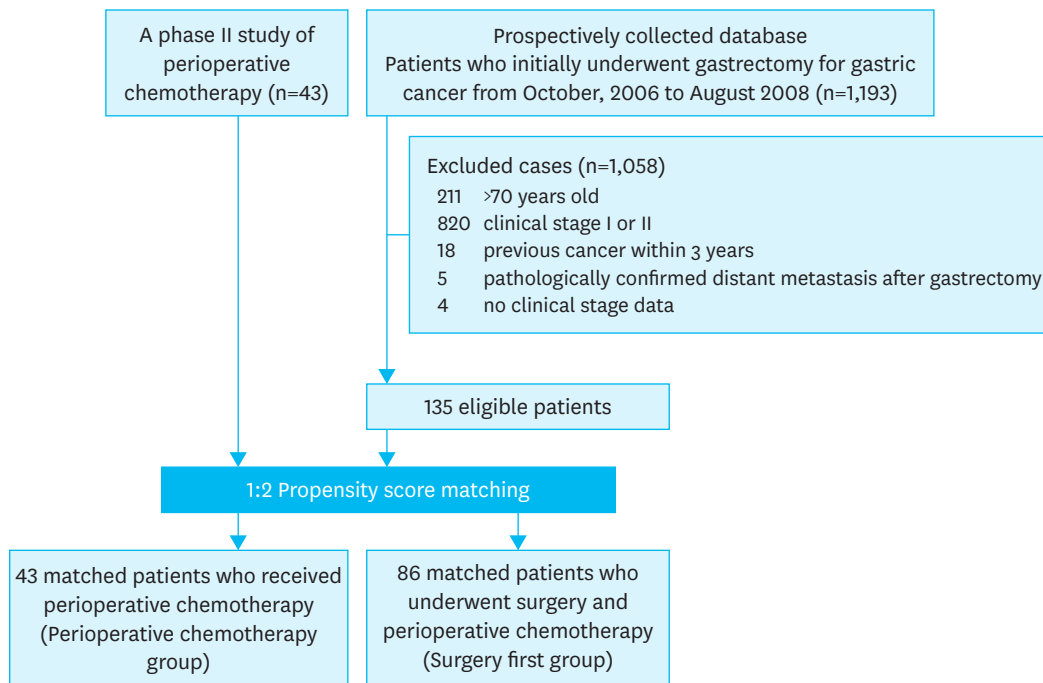 A phase II study of
perioperative
chemotherapy (n=43)
Prospectively collected database
Patients who initially underwent gastrectomy for gastric
cancer from October, 2006 to August 2008 (n=1,193)
Excluded cases (n=1,058)
211 >70 years old
820 clinical stage I or II
18 previous cancer within 3 years
5 pathologically confirmed distant metastasis after gastrectomy
4 no clinical stage data
135 eligible patients
1:2 Propensity score matching
43 matched patients who received
perioperative chemotherapy
(Perioperative chemotherapy
group)
86 matched patients who
underwent surgery and
perioperative chemotherapy
(Surgery first group)